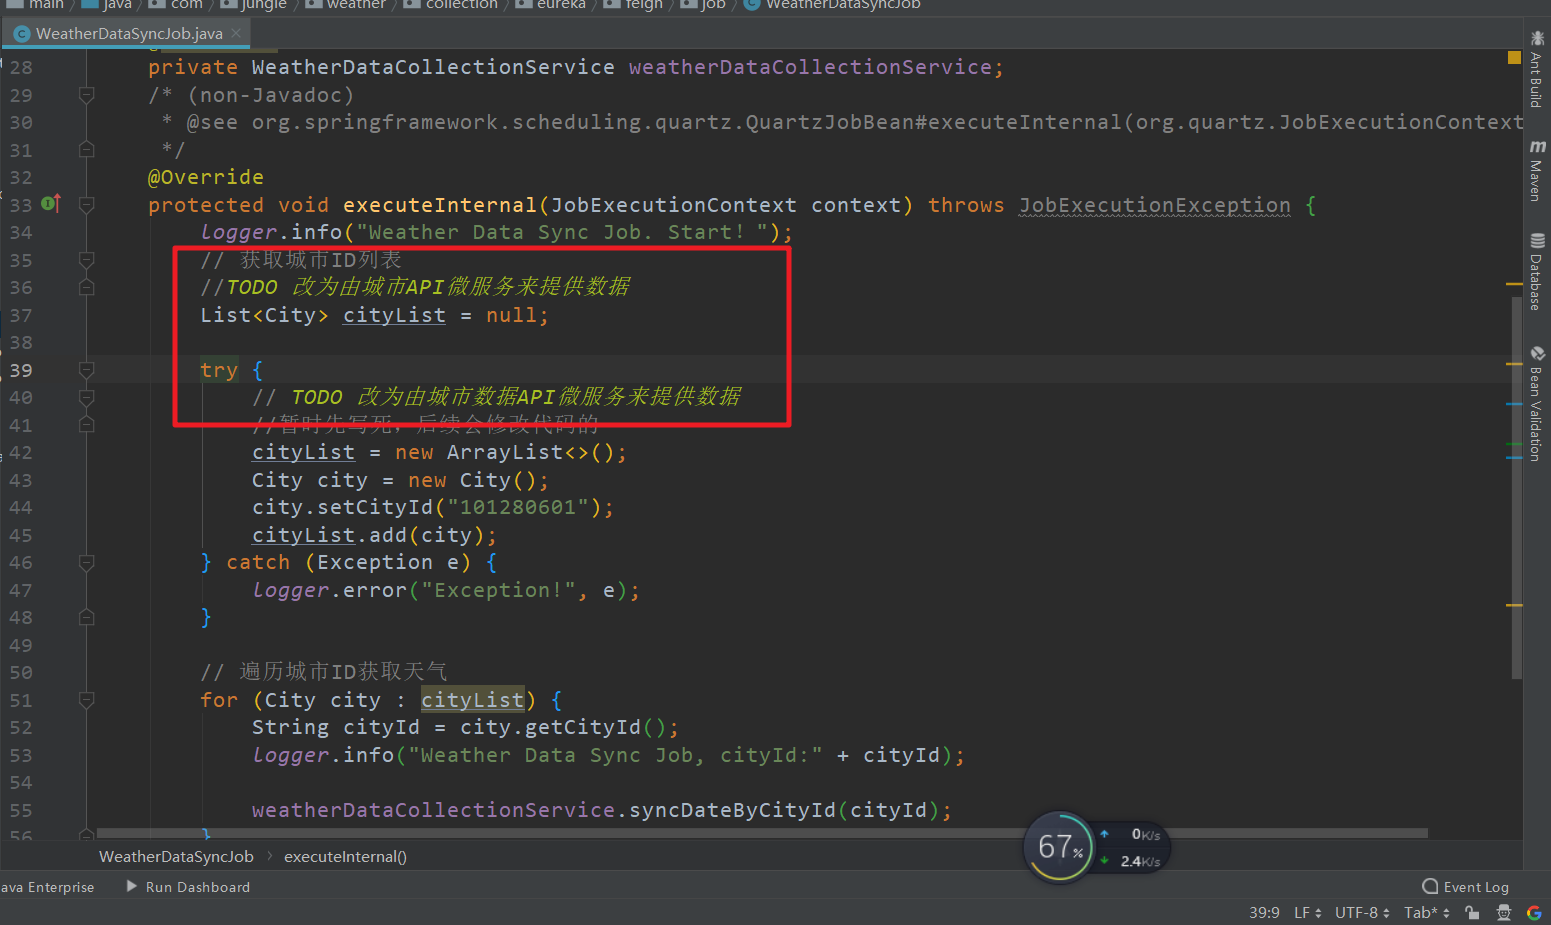 main java com jungle weather collection eureka feign job WeatherDataSyncJob
WeatherDataSyncJob.java
28 private WeatherDataCollectionService weatherDataCollectionService;
29 /* (non-Javadoc)
30 * @see org.springframework.scheduling.quartz.QuartzJobBean#executeInternal(org.quartz.JobExecutionContext
31 */
32 @Override
33 protected void executeInternal(JobExecutionContext context) throws JobExecutionException {
34 logger.info("Weather Data Sync Job. Start！");
35 // 获取城市ID列表
36 //TODO 改为由城市API微服务来提供数据
37 List<City> cityList = null;
38
39 try {
40 // TODO 改为由城市数据API微服务来提供数据
41 //暂时先写死，后续会修改代码的
42 cityList = new ArrayList<>();
43 City city = new City();
44 city.setCityId("101280601");
45 cityList.add(city);
46 } catch (Exception e) {
47 logger.error("Exception!", e);
48 }
49
50 // 遍历城市ID获取天气
51 for (City city : cityList) {
52 String cityId = city.getCityId();
53 logger.info("Weather Data Sync Job, cityId:" + cityId);
54
55 weatherDataCollectionService.syncDateByCityId(cityId);
56 }
Ant Build
Maven
Database
Bean Validation
67%
0K/s
2.4K/s
WeatherDataSyncJob executeInternal()
ava Enterprise Run Dashboard Event Log
39:9 LF UTF-8 Tab*